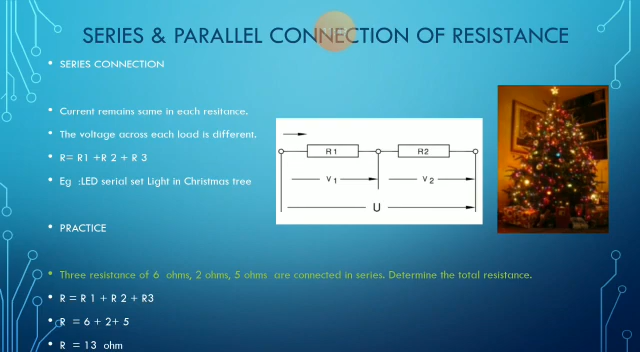 SERIES & PARALLEL CONNECTION OF RESISTANCE
SERIES CONNECTION
Current remains same in each resitance.
The voltage across each load is different.
R= R1 +R 2 + R 3
Eg :LED serial set Light in Christmas tree
R 1 R2
V 1 V 2
U
PRACTICE
Three resistance of 6 ohms, 2 ohms, 5 ohms are connected in series. Determine the total resistance.
R = R 1 + R 2 + R3
R = 6 + 2+ 5
R = 13 ohm